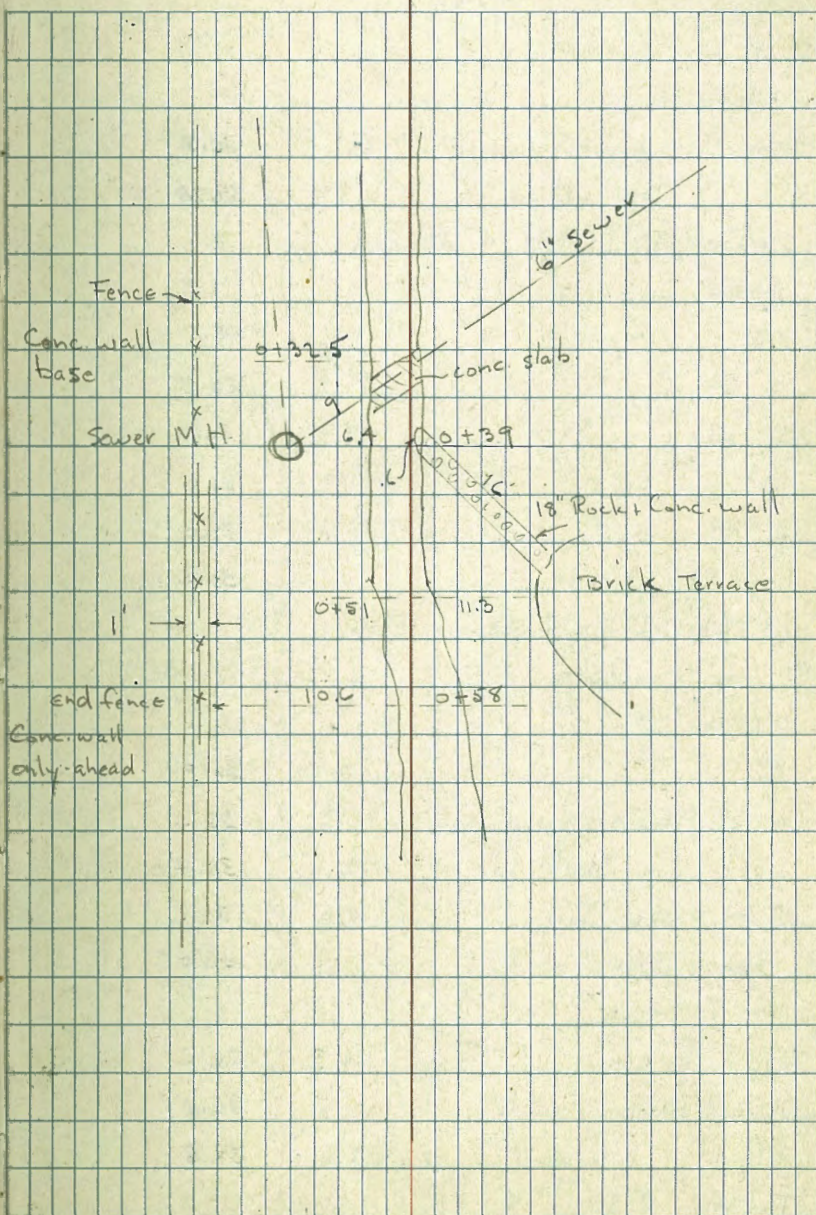 6" Sewer
Fence
Conc. wall
base
0+32.5
conc. slab.
9
Sewer M H
6.4
0+39
.6
16
18" Rock + Conc. wall
Brick Terrace
0+51
11.3
1'
End fence
10.6
0+58
Conc. wall
only-ahead